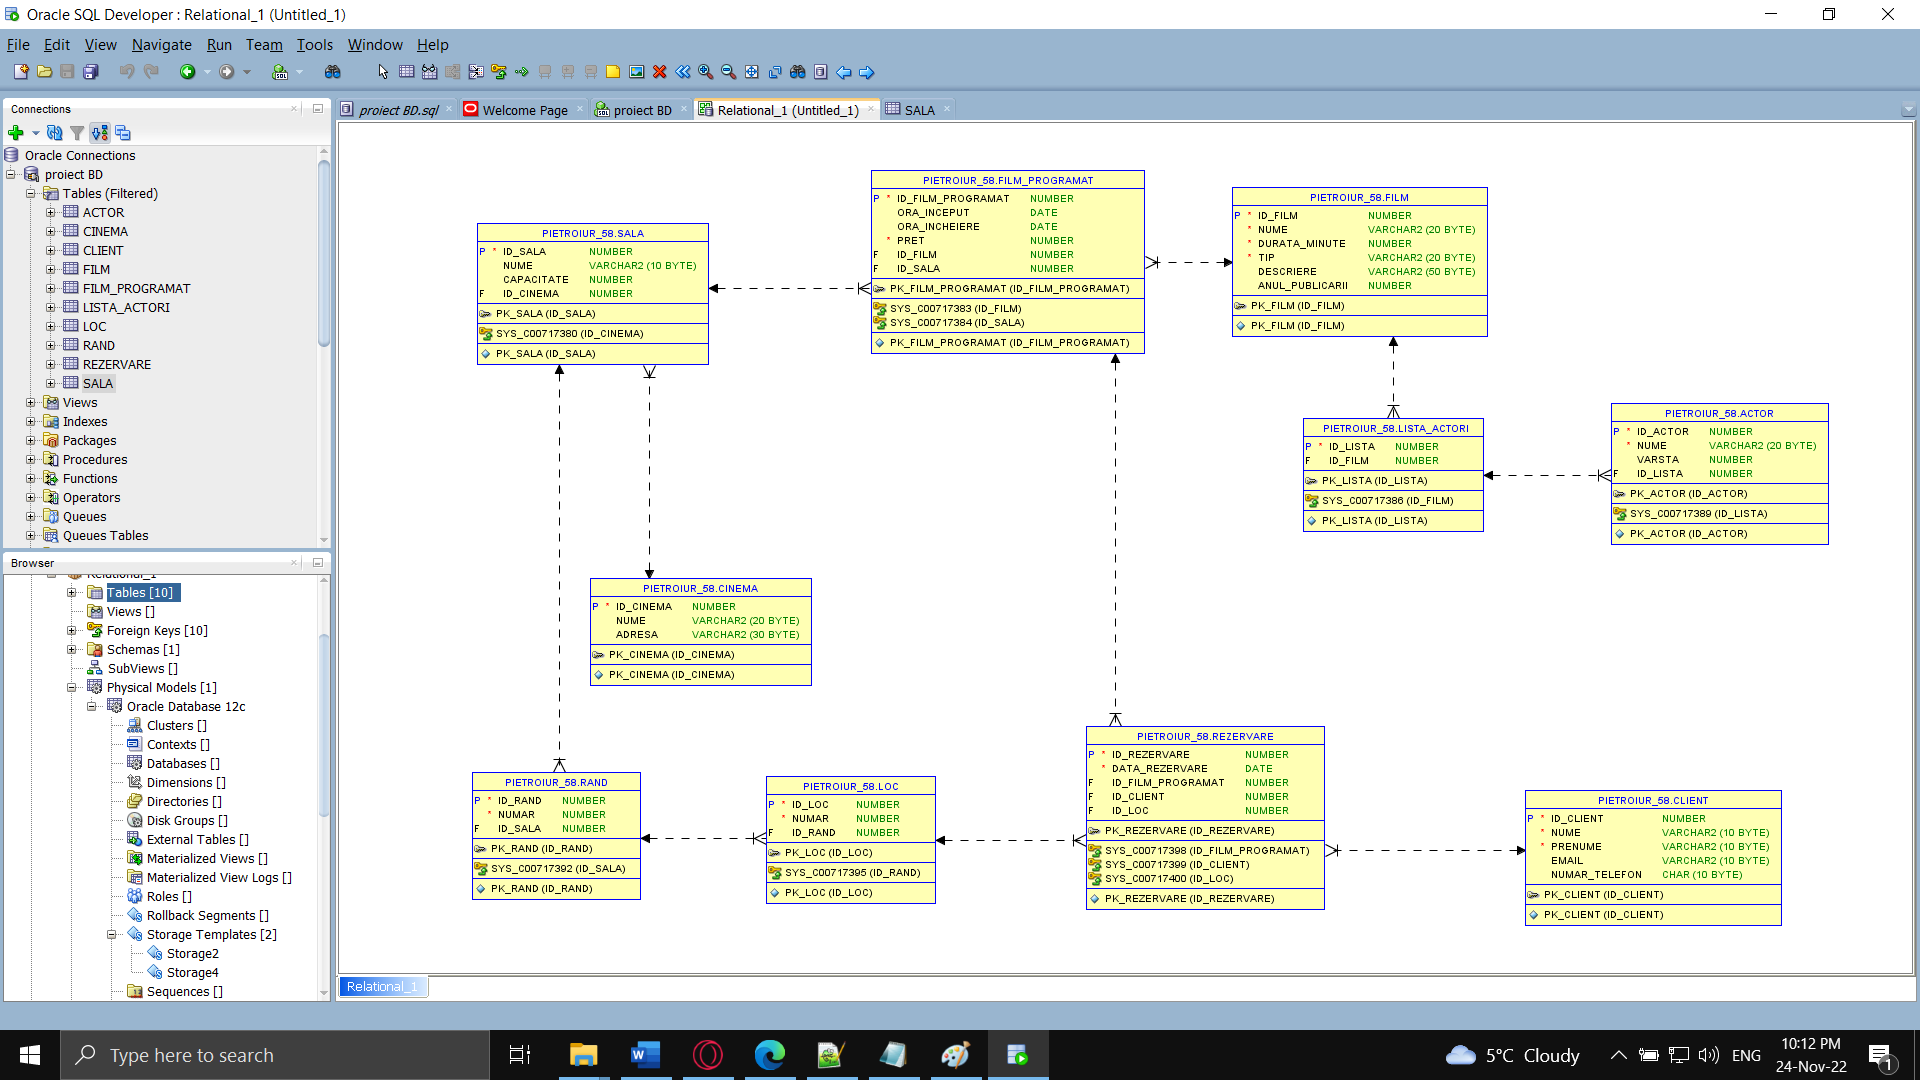 Oracle SQL Developer : Relational_1 (Untitled_1)
File Edit View Navigate Run Team Tools Window Help
Connections
Oracle Connections
proiect BD
Tables (Filtered)
ACTOR
CINEMA
CLIENT
FILM
FILM_PROGRAMAT
LISTA_ACTORI
LOC
RAND
REZERVARE
SALA
Views
Indexes
Packages
Procedures
Functions
Operators
Queues
Queues Tables
Browser
Relational_1
Tables [10]
Views []
Foreign Keys [10]
Schemas [1]
SubViews []
Physical Models [1]
Oracle Database 12c
Clusters []
Contexts []
Databases []
Dimensions []
Directories []
Disk Groups []
External Tables []
Materialized Views []
Materialized View Logs []
Roles []
Rollback Segments []
Storage Templates [2]
Storage2
Storage4
Sequences []
proiect BD.sql Welcome Page proiect BD Relational_1 (Untitled_1) SALA
PIETROIUR_58.SALA
P * ID_SALA NUMBER
NUME VARCHAR2 (10 BYTE)
CAPACITATE NUMBER
F ID_CINEMA NUMBER
PK_SALA (ID_SALA)
SYS_C00717380 (ID_CINEMA)
PK_SALA (ID_SALA)
PIETROIUR_58.FILM_PROGRAMAT
P * ID_FILM_PROGRAMAT NUMBER
ORA_INCEPUT DATE
ORA_INCHEIERE DATE
* PRET NUMBER
F ID_FILM NUMBER
F ID_SALA NUMBER
PK_FILM_PROGRAMAT (ID_FILM_PROGRAMAT)
SYS_C00717383 (ID_FILM)
SYS_C00717384 (ID_SALA)
PK_FILM_PROGRAMAT (ID_FILM_PROGRAMAT)
PIETROIUR_58.FILM
P * ID_FILM NUMBER
* NUME VARCHAR2 (20 BYTE)
* DURATA_MINUTE NUMBER
* TIP VARCHAR2 (20 BYTE)
DESCRIERE VARCHAR2 (50 BYTE)
ANUL_PUBLICARII NUMBER
PK_FILM (ID_FILM)
PK_FILM (ID_FILM)
PIETROIUR_58.LISTA_ACTORI
P * ID_LISTA NUMBER
F ID_FILM NUMBER
PK_LISTA (ID_LISTA)
SYS_C00717386 (ID_FILM)
PK_LISTA (ID_LISTA)
PIETROIUR_58.ACTOR
P * ID_ACTOR NUMBER
* NUME VARCHAR2 (20 BYTE)
VARSTA NUMBER
F ID_LISTA NUMBER
PK_ACTOR (ID_ACTOR)
SYS_C00717389 (ID_LISTA)
PK_ACTOR (ID_ACTOR)
PIETROIUR_58.CINEMA
P * ID_CINEMA NUMBER
NUME VARCHAR2 (20 BYTE)
ADRESA VARCHAR2 (30 BYTE)
PK_CINEMA (ID_CINEMA)
PK_CINEMA (ID_CINEMA)
PIETROIUR_58.RAND
P * ID_RAND NUMBER
* NUMAR NUMBER
F ID_SALA NUMBER
PK_RAND (ID_RAND)
SYS_C00717392 (ID_SALA)
PK_RAND (ID_RAND)
PIETROIUR_58.LOC
P * ID_LOC NUMBER
* NUMAR NUMBER
F ID_RAND NUMBER
PK_LOC (ID_LOC)
SYS_C00717395 (ID_RAND)
PK_LOC (ID_LOC)
PIETROIUR_58.REZERVARE
P * ID_REZERVARE NUMBER
* DATA_REZERVARE DATE
F ID_FILM_PROGRAMAT NUMBER
F ID_CLIENT NUMBER
F ID_LOC NUMBER
PK_REZERVARE (ID_REZERVARE)
SYS_C00717398 (ID_FILM_PROGRAMAT)
SYS_C00717399 (ID_CLIENT)
SYS_C00717400 (ID_LOC)
PK_REZERVARE (ID_REZERVARE)
PIETROIUR_58.CLIENT
P * ID_CLIENT NUMBER
* NUME VARCHAR2 (10 BYTE)
* PRENUME VARCHAR2 (10 BYTE)
EMAIL VARCHAR2 (10 BYTE)
NUMAR_TELEFON CHAR (10 BYTE)
PK_CLIENT (ID_CLIENT)
PK_CLIENT (ID_CLIENT)
Relational_1
Type here to search
5°C Cloudy
ENG
10:12 PM
24-Nov-22
1